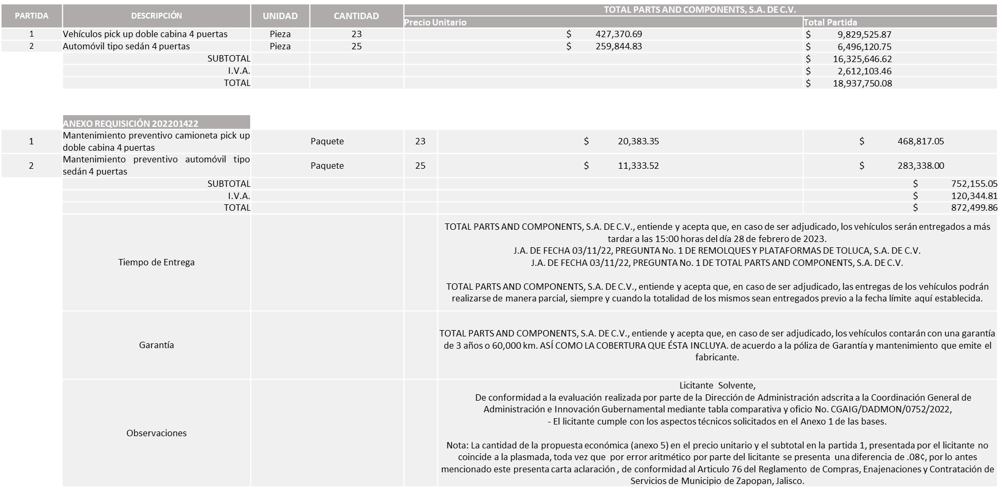 PARTIDA DESCRIPCIÓN UNIDAD CANTIDAD TOTAL PARTS AND COMPONENTS, S.A. DE C.V.
Precio Unitario Total Partida
1 Vehículos pick up doble cabina 4 puertas Pieza 23 $ 427,370.69 $ 9,829,525.87
2 Automóvil tipo sedán 4 puertas Pieza 25 $ 259,844.83 $ 6,496,120.75
SUBTOTAL $ 16,325,646.62
I.V.A. $ 2,612,103.46
TOTAL $ 18,937,750.08
ANEXO REQUISICIÓN 202201422
1 Mantenimiento preventivo camioneta pick up
doble cabina 4 puertas Paquete 23 $ 20,383.35 $ 468,817.05
2 Mantenimiento preventivo automóvil tipo
sedán 4 puertas Paquete 25 $ 11,333.52 $ 283,338.00
SUBTOTAL $ 752,155.05
I.V.A. $ 120,344.81
TOTAL $ 872,499.86
Tiempo de Entrega
TOTAL PARTS AND COMPONENTS, S.A. DE C.V., entiende y acepta que, en caso de ser adjudicado, los vehículos serán entregados a más
tardar a las 15:00 horas del día 28 de febrero de 2023.
J.A. DE FECHA 03/11/22, PREGUNTA No. 1 DE REMOLQUES Y PLATAFORMAS DE TOLUCA, S.A. DE C.V.
J.A. DE FECHA 03/11/22, PREGUNTA No. 1 DE TOTAL PARTS AND COMPONENTS, S.A. DE C.V.
TOTAL PARTS AND COMPONENTS, S.A. DE C.V., entiende y acepta que, en caso de ser adjudicado, las entregas de los vehículos podrán
realizarse de manera parcial, siempre y cuando la totalidad de los mismos sean entregados previo a la fecha límite aquí establecida.
Garantía
TOTAL PARTS AND COMPONENTS, S.A. DE C.V., entiende y acepta que, en caso de ser adjudicado, los vehículos contarán con una garantía
de 3 años o 60,000 km. ASÍ COMO LA COBERTURA QUE ÉSTA INCLUYA. de acuerdo a la póliza de Garantía y mantenimiento que emite el
fabricante.
Observaciones
Licitante Solvente,
De conformidad a la evaluación realizada por parte de la Dirección de Administración adscrita a la Coordinación General de
Administración e Innovación Gubernamental mediante tabla comparativa y oficio No. CGAIG/DADMON/0752/2022,
- El licitante cumple con los aspectos técnicos solicitados en el Anexo 1 de las bases.
Nota: La cantidad de la propuesta económica (anexo 5) en el precio unitario y el subtotal en la partida 1, presentada por el licitante no
coincide a la plasmada, toda vez que por error aritmético por parte del licitante se presenta una diferencia de .08¢, por lo antes
mencionado este presenta carta aclaración , de conformidad al Articulo 76 del Reglamento de Compras, Enajenaciones y Contratación de
Servicios de Municipio de Zapopan, Jalisco.